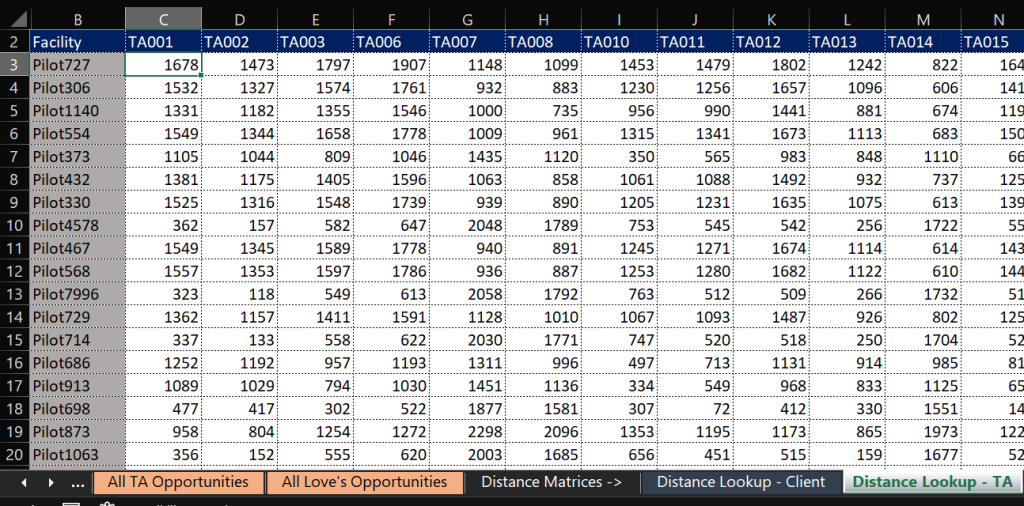 B C D E F G H I J K L M N
2 Facility TA001 TA002 TA003 TA006 TA007 TA008 TA010 TA011 TA012 TA013 TA014 TA015
3 Pilot727 1678 1473 1797 1907 1148 1099 1453 1479 1802 1242 822 164
4 Pilot306 1532 1327 1574 1761 932 883 1230 1256 1657 1096 606 141
5 Pilot1140 1331 1182 1355 1546 1000 735 956 990 1441 881 674 119
6 Pilot554 1549 1344 1658 1778 1009 961 1315 1341 1673 1113 683 150
7 Pilot373 1105 1044 809 1046 1435 1120 350 565 983 848 1110 66
8 Pilot432 1381 1175 1405 1596 1063 858 1061 1088 1492 932 737 125
9 Pilot330 1525 1316 1548 1739 939 890 1205 1231 1635 1075 613 139
10 Pilot4578 362 157 582 647 2048 1789 753 545 542 256 1722 55
11 Pilot467 1549 1345 1589 1778 940 891 1245 1271 1674 1114 614 143
12 Pilot568 1557 1353 1597 1786 936 887 1253 1280 1682 1122 610 144
13 Pilot7996 323 118 549 613 2058 1792 763 512 509 266 1732 51
14 Pilot729 1362 1157 1411 1591 1128 1010 1067 1093 1487 926 802 125
15 Pilot714 337 133 558 622 2030 1771 747 520 518 250 1704 52
16 Pilot686 1252 1192 957 1193 1311 996 497 713 1131 914 985 81
17 Pilot913 1089 1029 794 1030 1451 1136 334 549 968 833 1125 65
18 Pilot698 477 417 302 522 1877 1581 307 72 412 330 1551 14
19 Pilot873 958 804 1254 1272 2298 2096 1353 1195 1173 865 1973 122
20 Pilot1063 356 152 555 620 2003 1685 656 451 515 159 1677 52
... All TA Opportunities All Love's Opportunities Distance Matrices -> Distance Lookup - Client Distance Lookup - TA